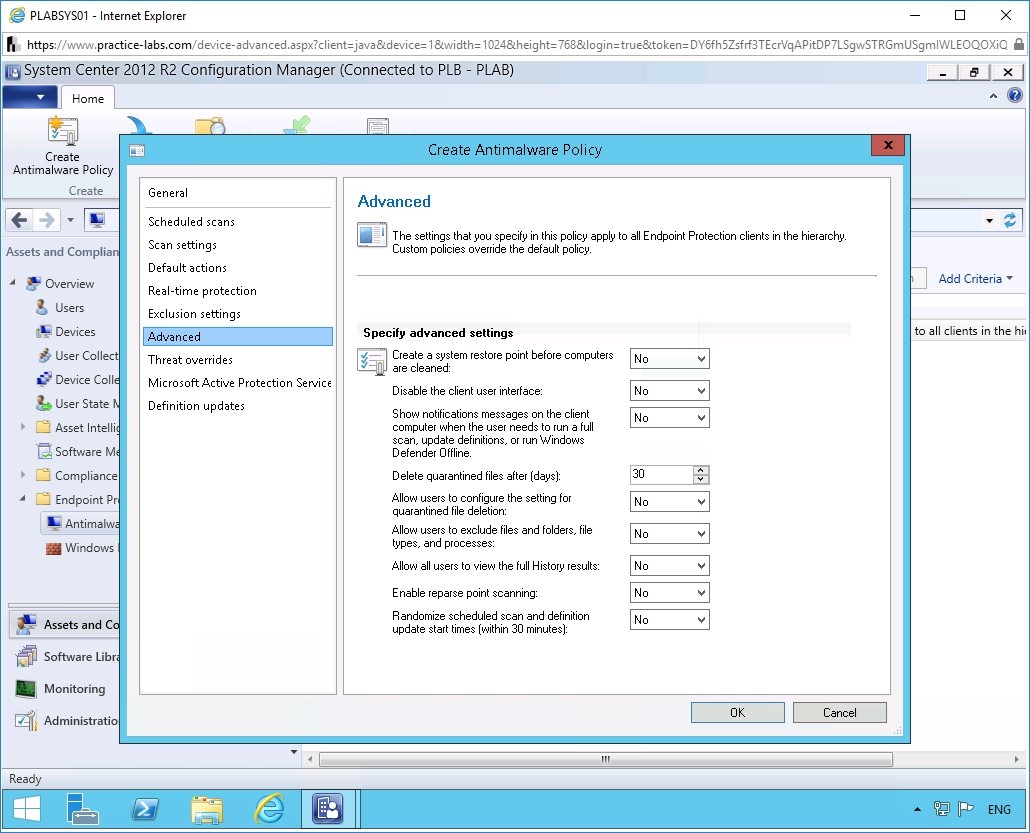 PLABSYS01 - Internet Explorer
https://www.practice-labs.com/device-advanced.aspx?client=java&device=1&width=1024&height=768&login=true&token=DY6fh5Zsfrf3TEcrVqAPitDP7LSgwSTRGmUSgmIWLEOQOXiQ
System Center 2012 R2 Configuration Manager (Connected to PLB - PLAB)
Home
Create
Antimalware Policy
Create
Assets and Complian
Overview
Users
Devices
User Collect
Device Colle
User State M
Asset Intellig
Software Me
Compliance
Endpoint Pro
Antimalwa
Windows
Assets and Co
Software Libra
Monitoring
Administratio
Add Criteria
to all clients in the hi
Create Antimalware Policy
General
Scheduled scans
Scan settings
Default actions
Real-time protection
Exclusion settings
Advanced
Threat overrides
Microsoft Active Protection Service
Definition updates
Advanced
The settings that you specify in this policy apply to all Endpoint Protection clients in the hierarchy.
Custom policies override the default policy.
Specify advanced settings
Create a system restore point before computers
are cleaned:
No
Disable the client user interface:
No
Show notifications messages on the client
computer when the user needs to run a full
scan, update definitions, or run Windows
Defender Offline.
No
Delete quarantined files after (days):
30
Allow users to configure the setting for
quarantined file deletion:
No
Allow users to exclude files and folders, file
types, and processes:
No
Allow all users to view the full History results:
No
Enable reparse point scanning:
No
Randomize scheduled scan and definition
update start times (within 30 minutes):
No
OK
Cancel
Ready
ENG